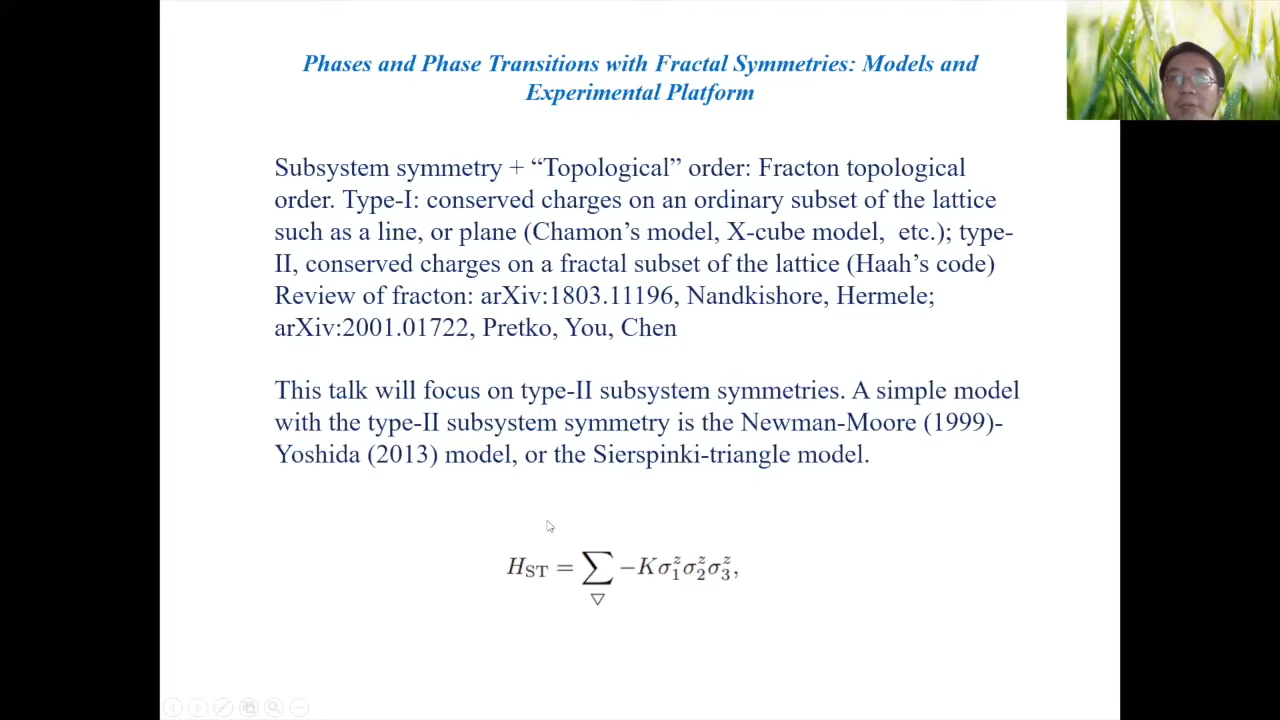 Phases and Phase Transitions with Fractal Symmetries: Models and
Experimental Platform
Subsystem symmetry + “Topological” order: Fracton topological
order. Type-I: conserved charges on an ordinary subset of the lattice
such as a line, or plane (Chamon’s model, X-cube model,  etc.); type-
II, conserved charges on a fractal subset of the lattice (Haah’s code)
Review of fracton: arXiv:1803.11196, Nandkishore, Hermele;
arXiv:2001.01722, Pretko, You, Chen
This talk will focus on type-II subsystem symmetries. A simple model
with the type-II subsystem symmetry is the Newman-Moore (1999)-
Yoshida (2013) model, or the Sierspinki-triangle model.
H_ST = ∑_▽ −Kσ₁ᶻσ₂ᶻσ₃ᶻ,